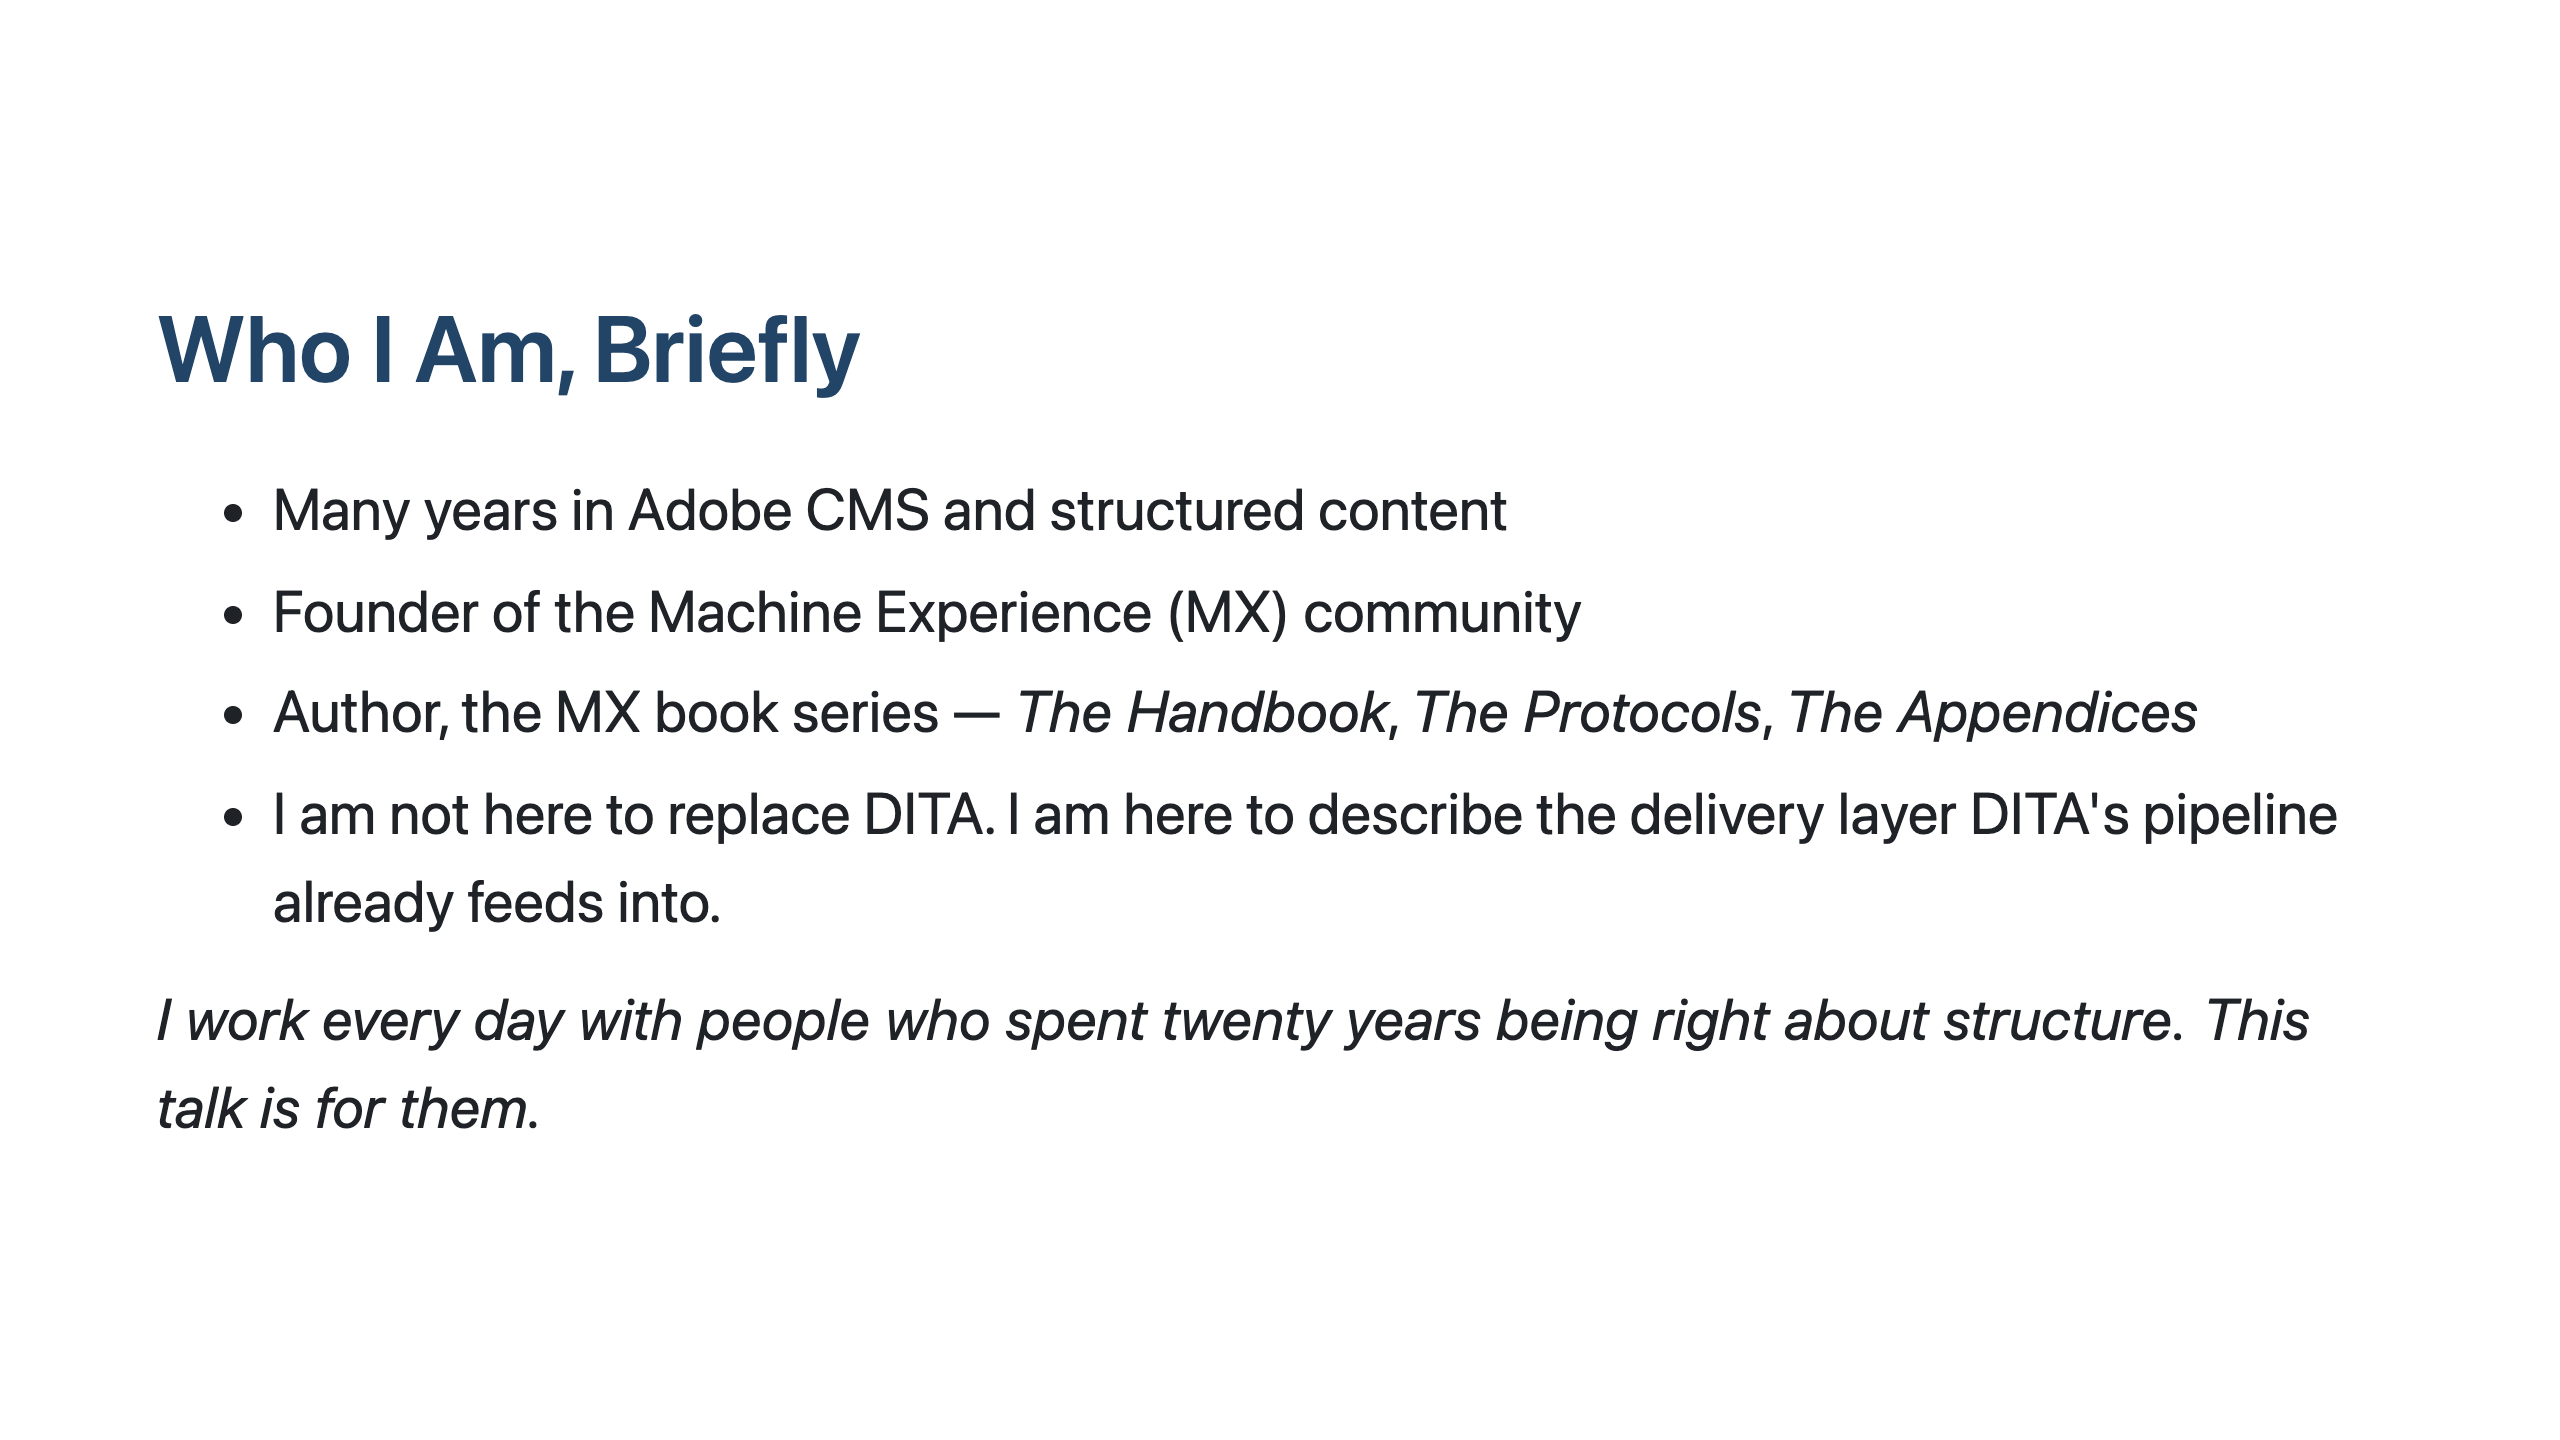 Who I Am, Briefly
• Many years in Adobe CMS and structured content
• Founder of the Machine Experience (MX) community
• Author, the MX book series — The Handbook, The Protocols, The Appendices
• I am not here to replace DITA. I am here to describe the delivery layer DITA's pipeline
already feeds into.
I work every day with people who spent twenty years being right about structure. This
talk is for them.